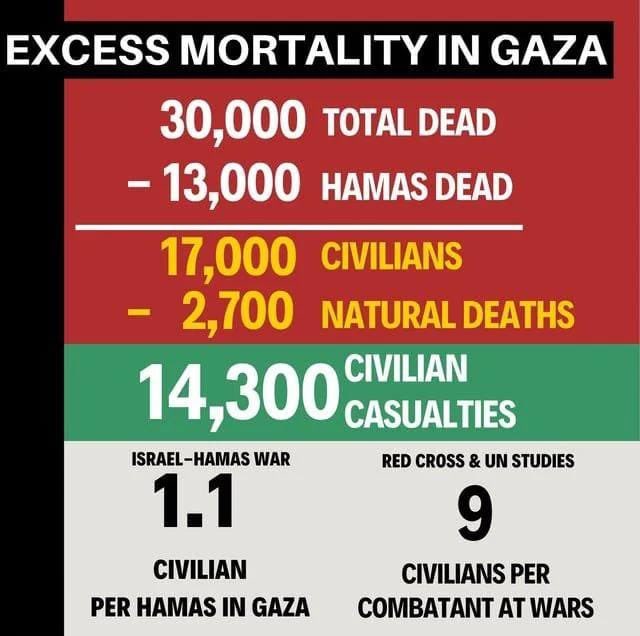 EXCESS MORTALITY IN GAZA
30,000 TOTAL DEAD
– 13,000 HAMAS DEAD
17,000 CIVILIANS
– 2,700 NATURAL DEATHS
14,300 CIVILIAN CASUALTIES
ISRAEL–HAMAS WAR
1.1
CIVILIAN
PER HAMAS IN GAZA
RED CROSS & UN STUDIES
9
CIVILIANS PER
COMBATANT AT WARS